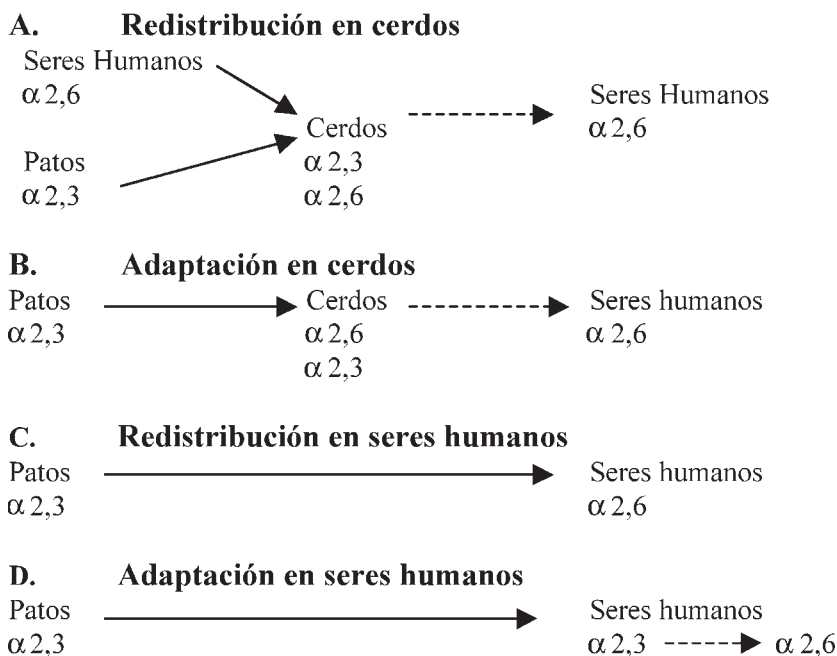 A. Redistribución en cerdos
Seres Humanos
α 2,6
Seres Humanos
α 2,6
Cerdos
α 2,3
α 2,6
Patos
α 2,3
B. Adaptación en cerdos
Patos
α 2,3
Cerdos
α 2,6
α 2,3
Seres humanos
α 2,6
C. Redistribución en seres humanos
Patos
α 2,3
Seres humanos
α 2,6
D. Adaptación en seres humanos
Patos
α 2,3
Seres humanos
α 2,3 α 2,6